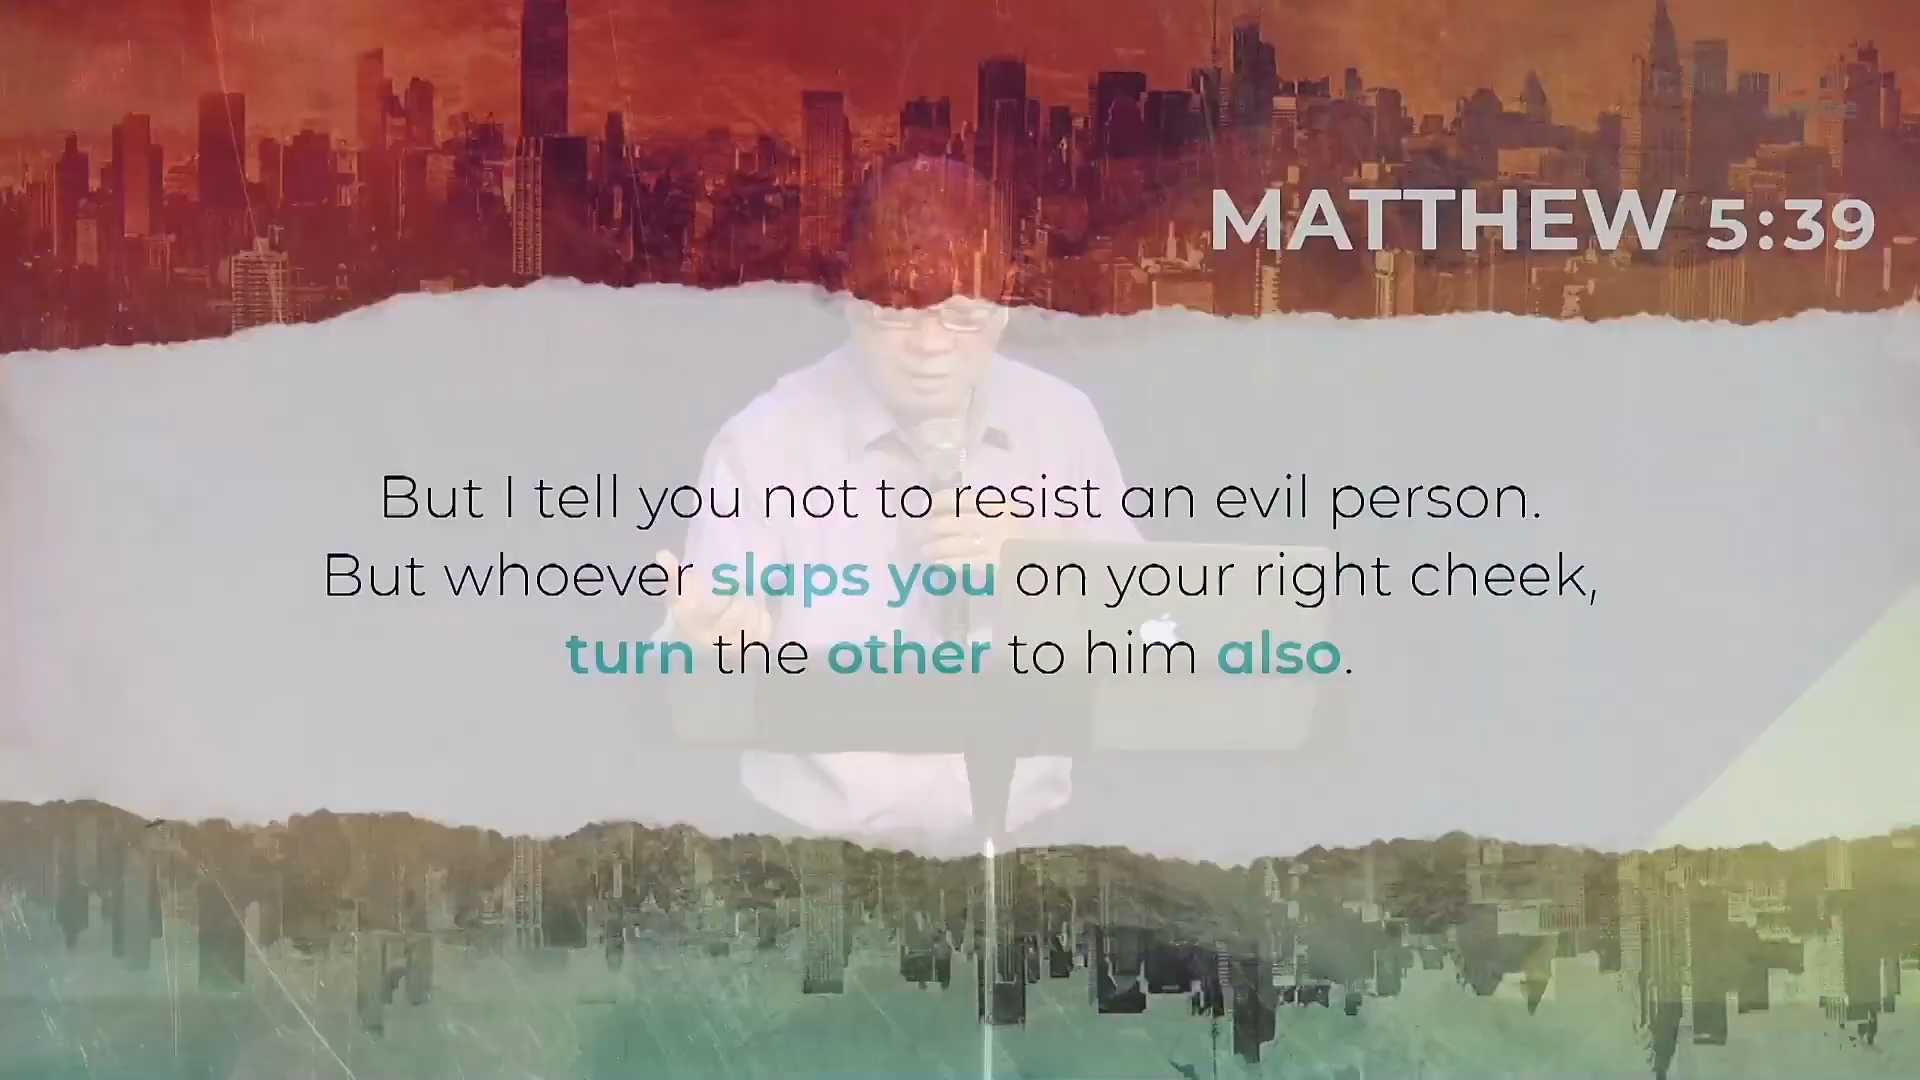 MATTHEW 5:39
But I tell you not to resist an evil person.
But whoever slaps you on your right cheek,
turn the other to him also.